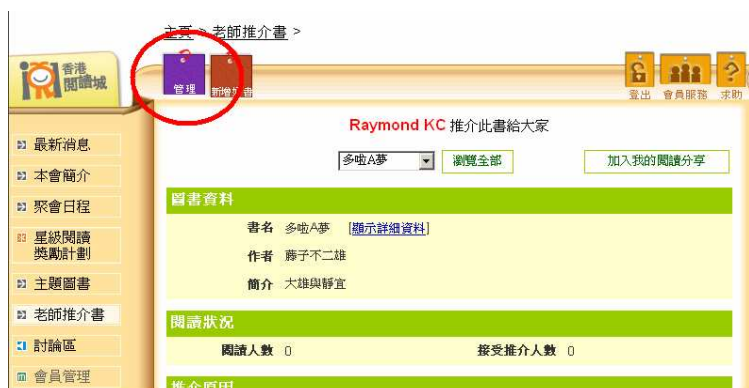 主頁 > 老師推介書 >
香港
閱讀城
管理
登出 會員服務 求助
Raymond KC 推介此書給大家
多啦A夢 瀏覽全部 加入我的閱讀分享
最新消息
本會簡介
聚會日程
星級閱讀
獎勵計劃
主題圖書
老師推介書
討論區
會員管理
圖書資料
書名 多啦A夢 [顯示詳細資料]
作者 藤子不二雄
簡介 大雄與靜宜
閱讀狀況
閱讀人數 0 接受推介人數 0
推介原因